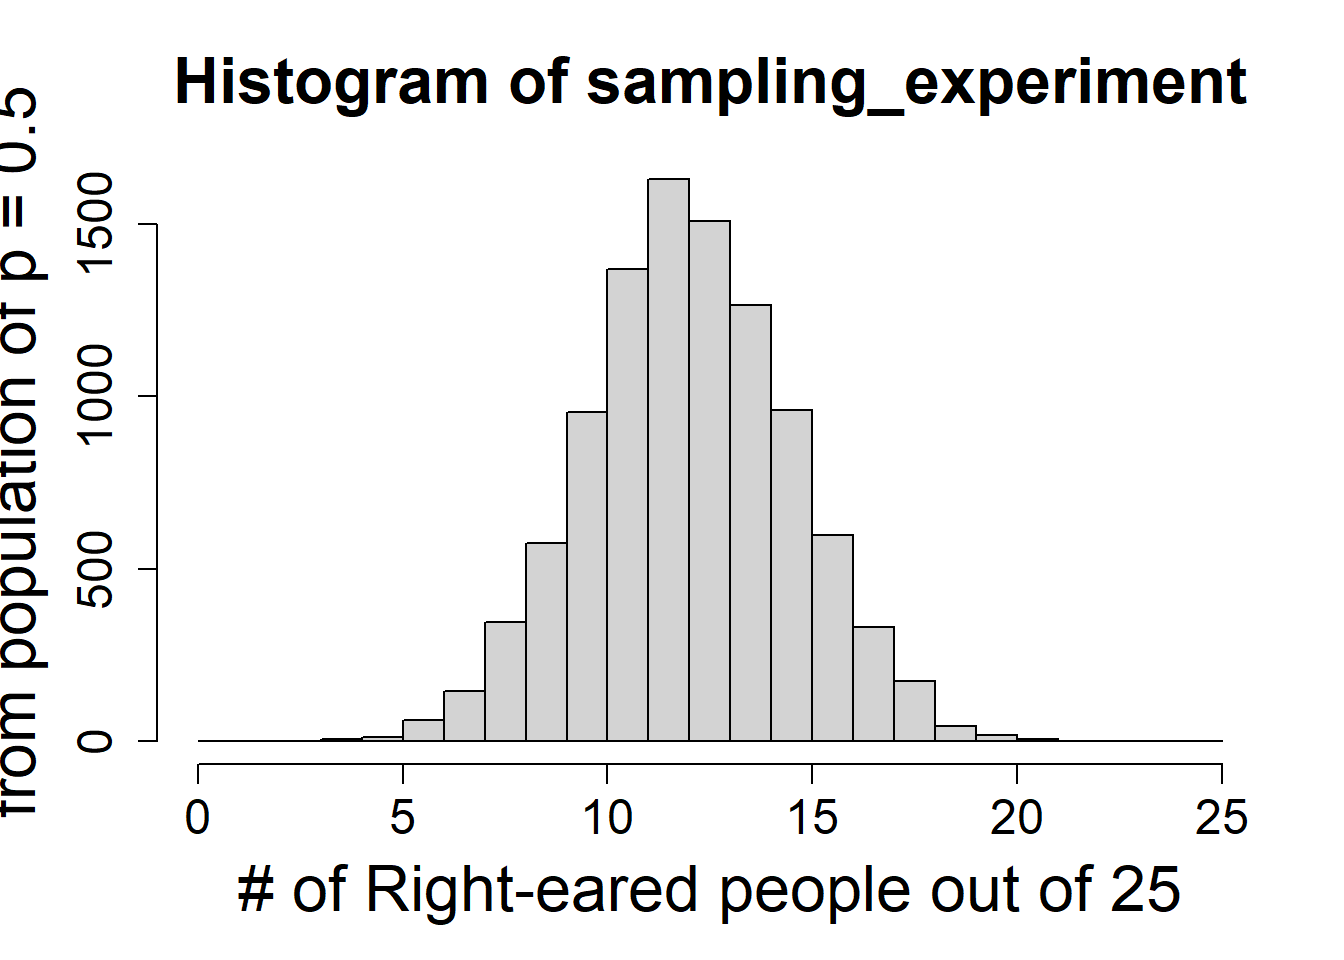 Histogram of sampling_experiment
from population of p = 0.5
1500
1000
500
0
0 5 10 15 20 25
# of Right-eared people out of 25